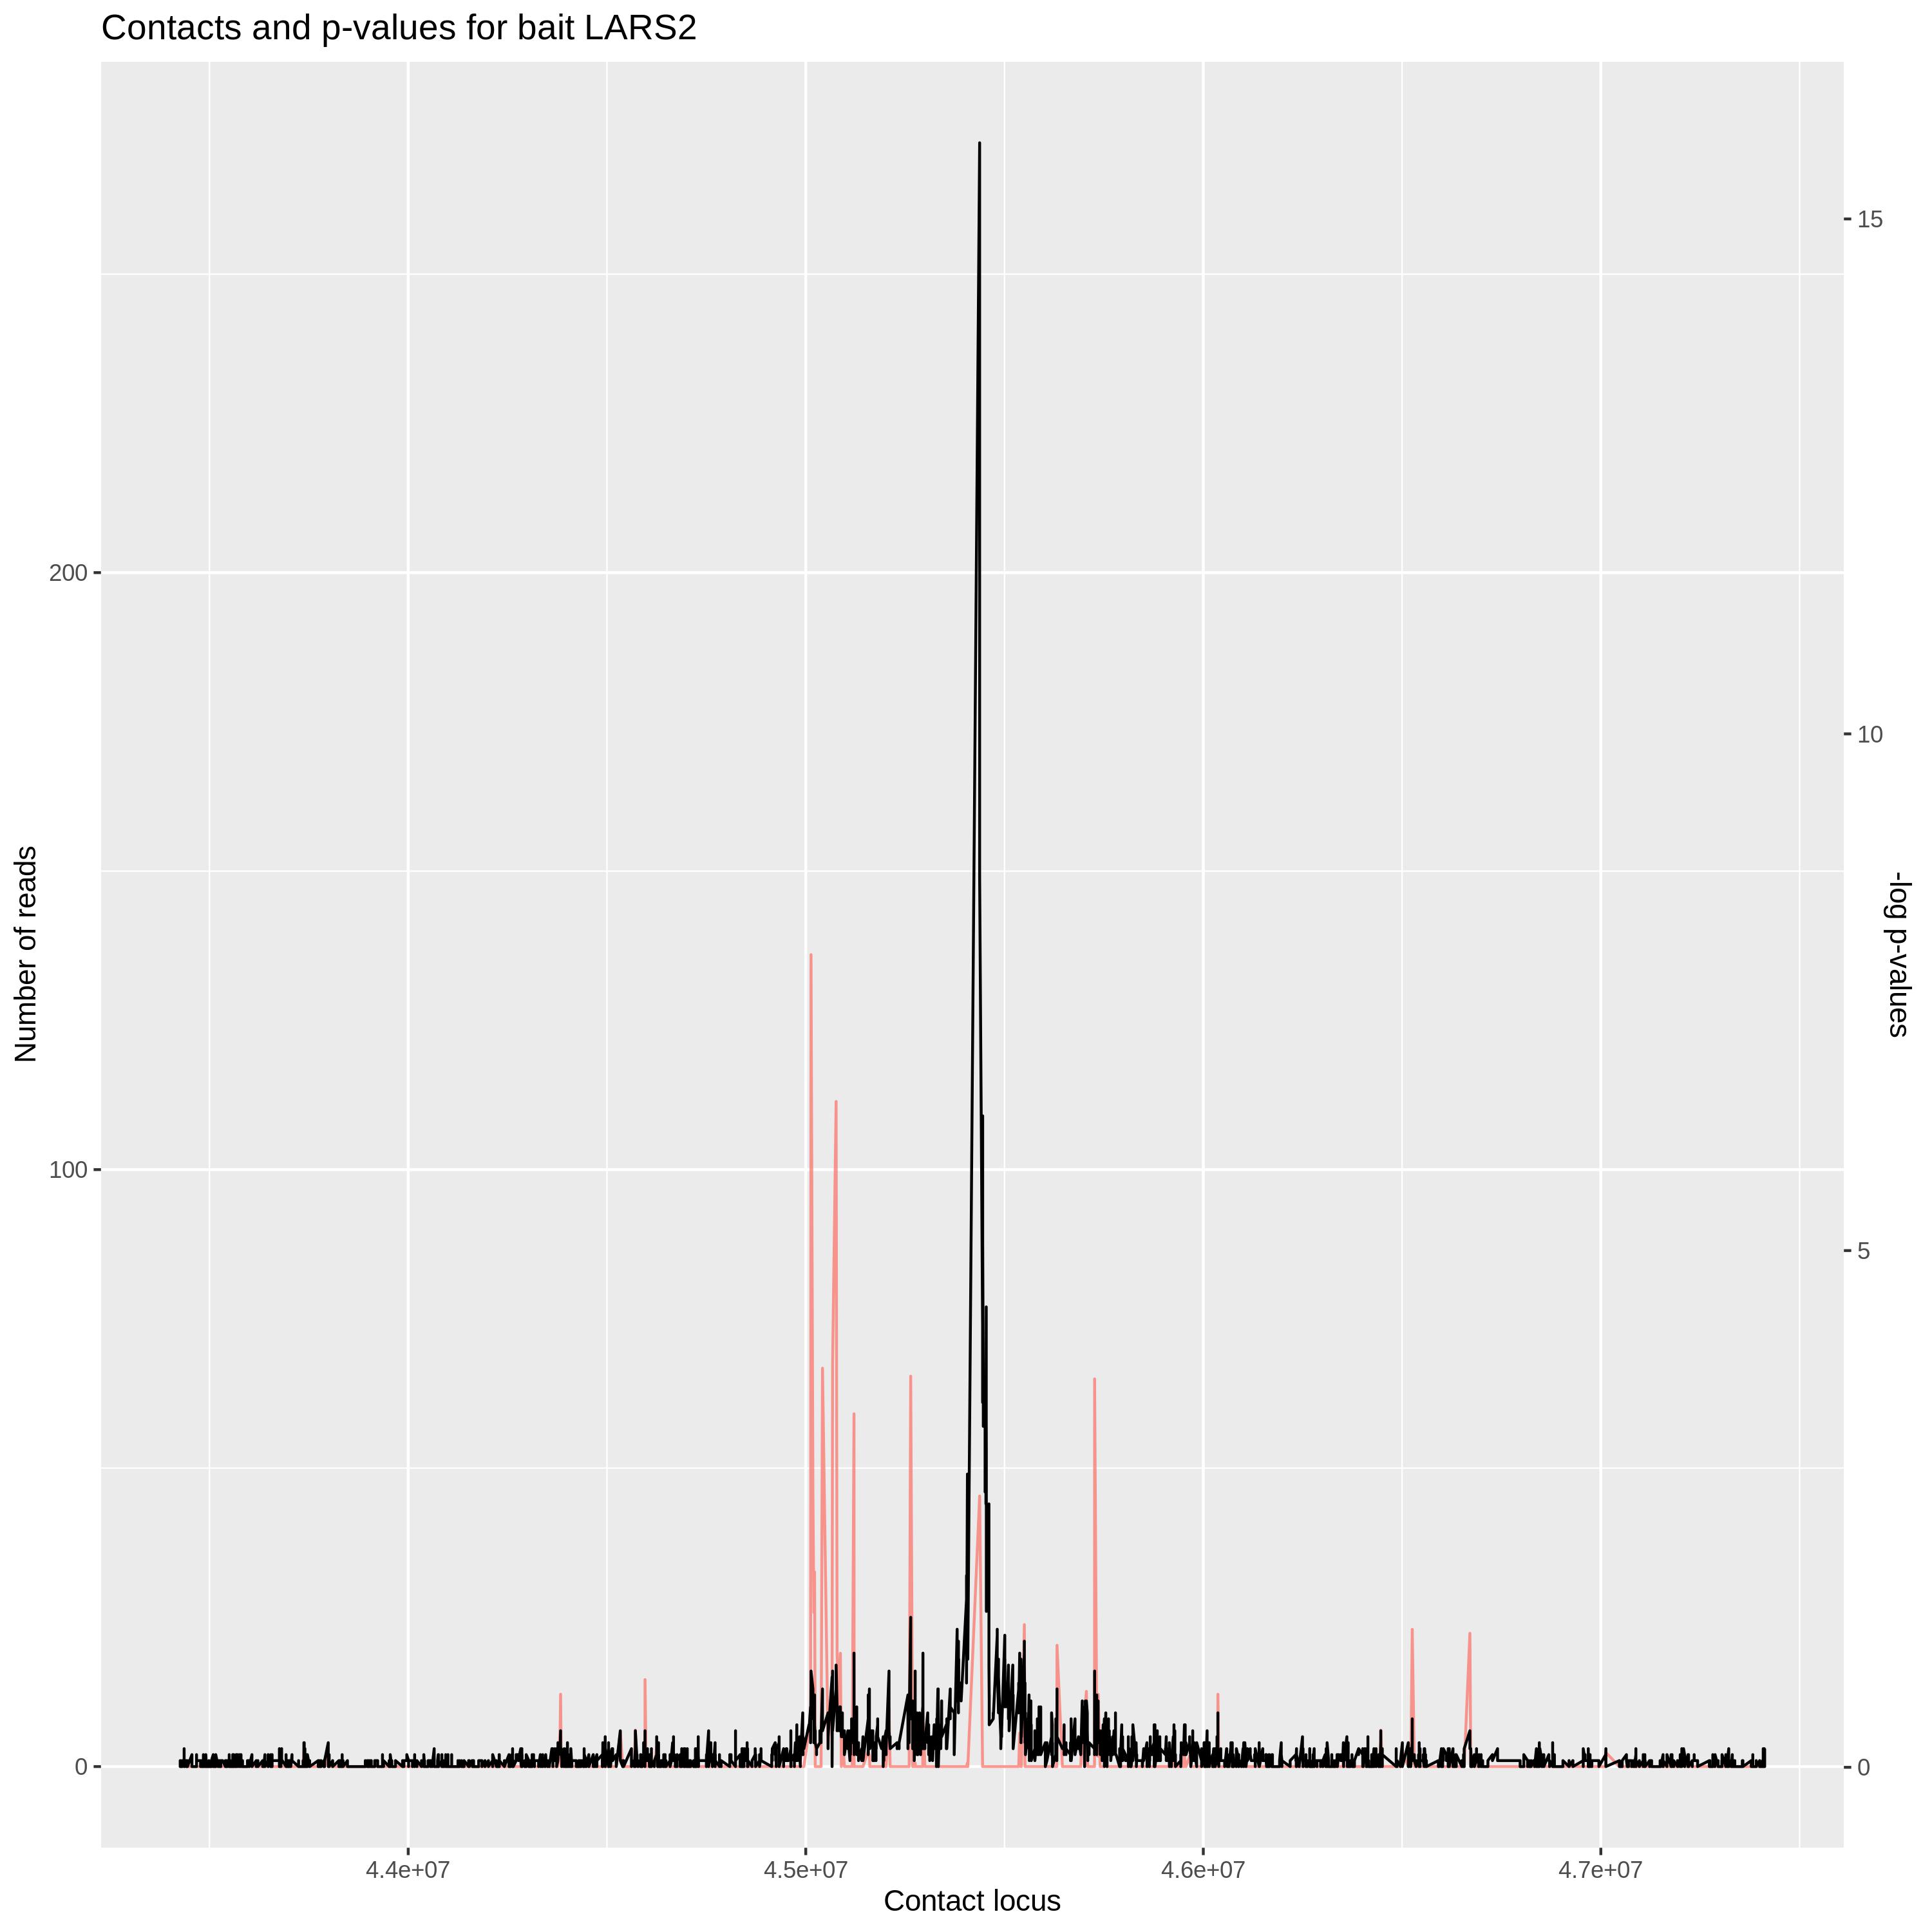 Contacts and p-values for bait LARS2
15
200
10
Number of reads
-log p-values
5
100
0
0
4.4e+07
4.5e+07
4.6e+07
4.7e+07
Contact locus